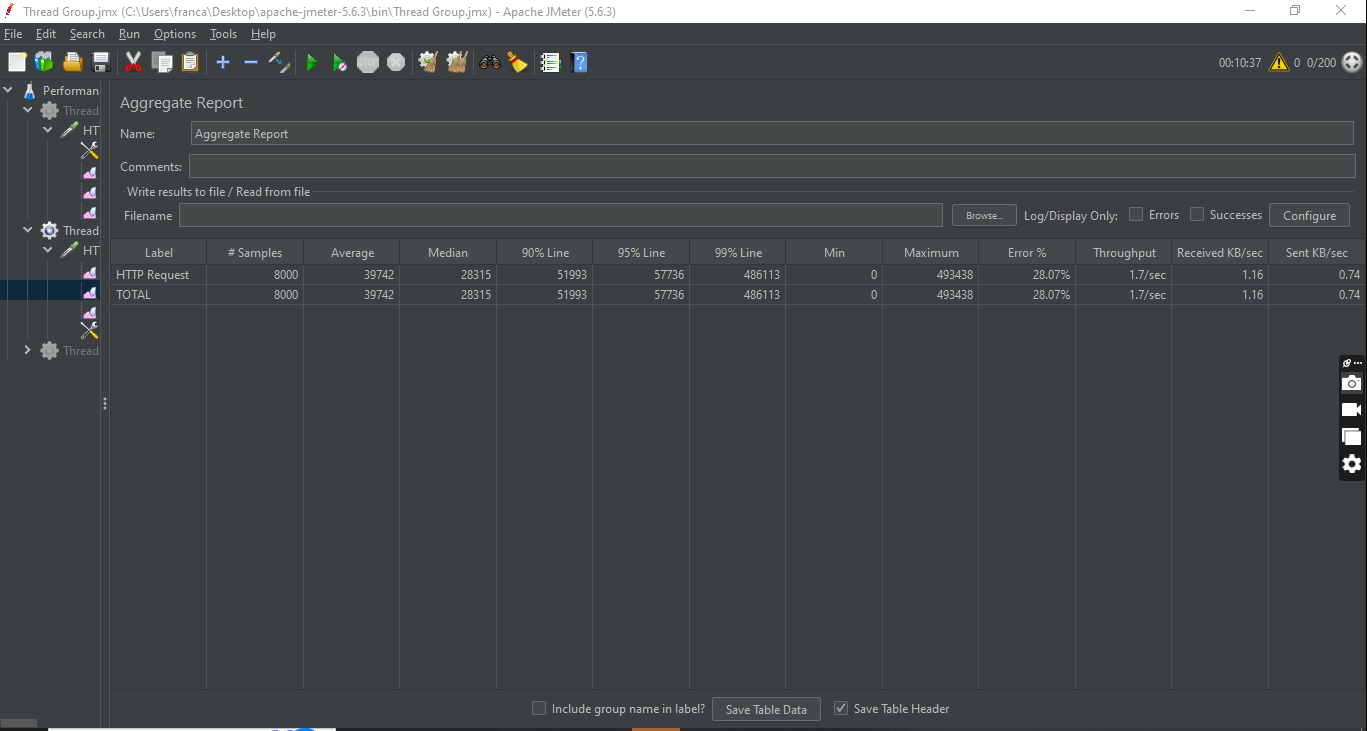 Thread Group.jmx (C:\Users\franca\Desktop\apache-jmeter-5.6.3\bin\Thread Group.jmx) - Apache JMeter (5.6.3)
File Edit Search Run Options Tools Help
STOP 00:10:37 0 0/200
Performan
Thread
HT
Thread
HT
Thread
Aggregate Report
Name: Aggregate Report
Comments:
Write results to file / Read from file
Filename Browse... Log/Display Only: Errors Successes Configure
Label # Samples Average Median 90% Line 95% Line 99% Line Min Maximum Error % Throughput Received KB/sec Sent KB/sec
HTTP Request 8000 39742 28315 51993 57736 486113 0 493438 28.07% 1.7/sec 1.16 0.74
TOTAL 8000 39742 28315 51993 57736 486113 0 493438 28.07% 1.7/sec 1.16 0.74
Include group name in label? Save Table Data Save Table Header